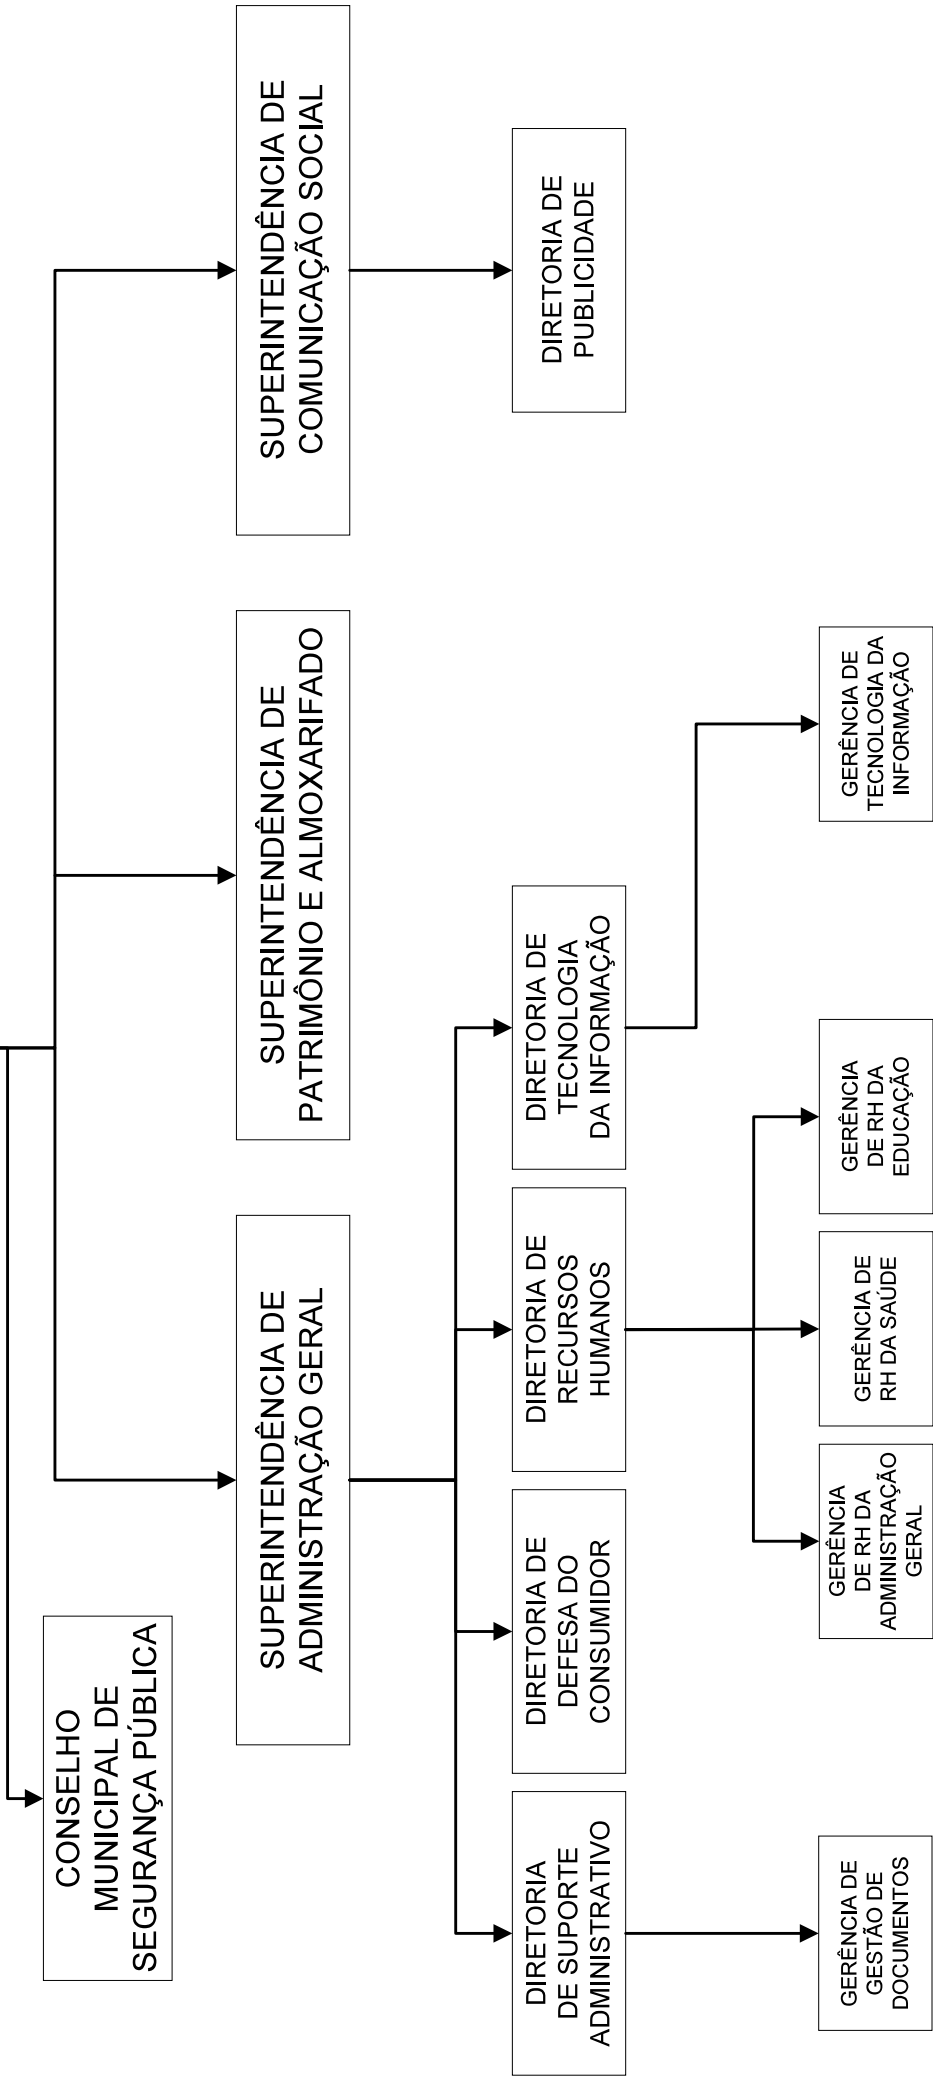 CONSELHO
MUNICIPAL DE
SEGURANÇA PÚBLICA
SUPERINTENDÊNCIA DE
ADMINISTRAÇÃO GERAL
SUPERINTENDÊNCIA DE
PATRIMÔNIO E ALMOXARIFADO
SUPERINTENDÊNCIA DE
COMUNICAÇÃO SOCIAL
DIRETORIA
DE SUPORTE
ADMINISTRATIVO
DIRETORIA DE
DEFESA DO
CONSUMIDOR
DIRETORIA DE
RECURSOS
HUMANOS
DIRETORIA DE
TECNOLOGIA
DA INFORMAÇÃO
DIRETORIA DE
PUBLICIDADE
GERÊNCIA DE
GESTÃO DE
DOCUMENTOS
GERÊNCIA
DE RH DA
ADMINISTRAÇÃO
GERAL
GERÊNCIA DE
RH DA SAÚDE
GERÊNCIA
DE RH DA
EDUCAÇÃO
GERÊNCIA DE
TECNOLOGIA DA
INFORMAÇÃO